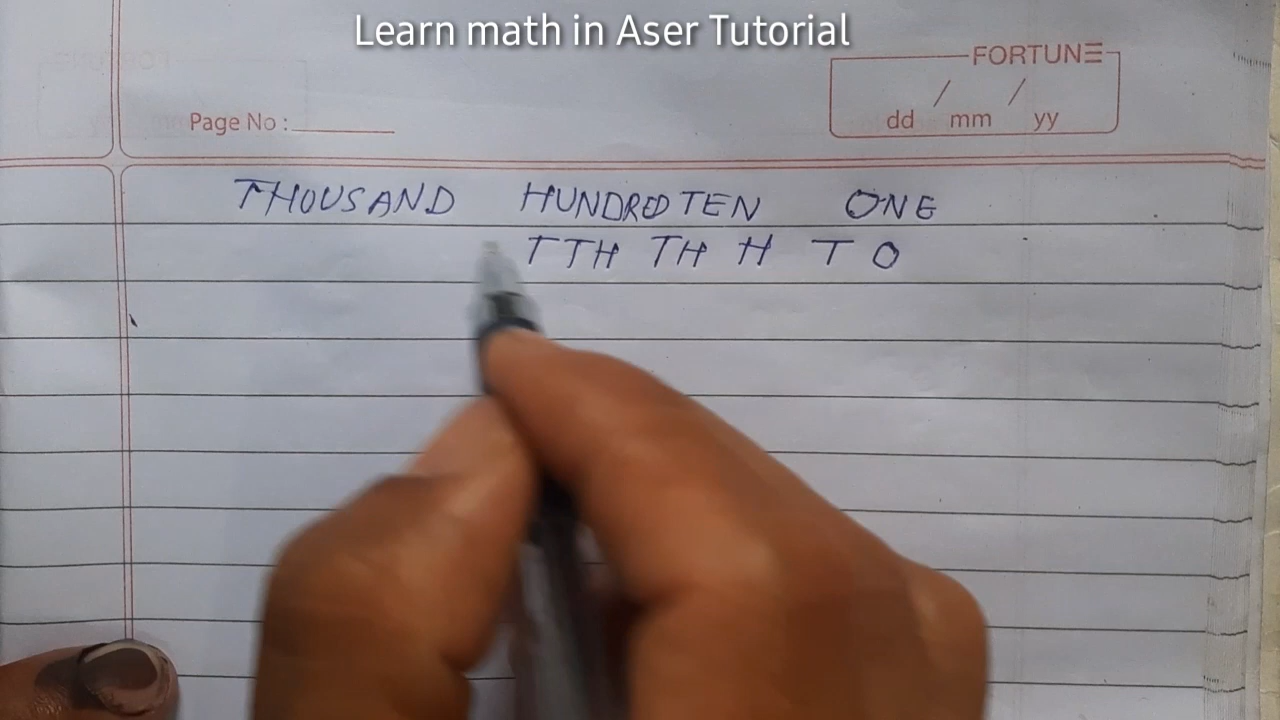 Learn math in Aser Tutorial
FORTUNE
Page No :
dd / mm / yy
THOUSAND HUNDRED TEN ONE
TTH TH H T O